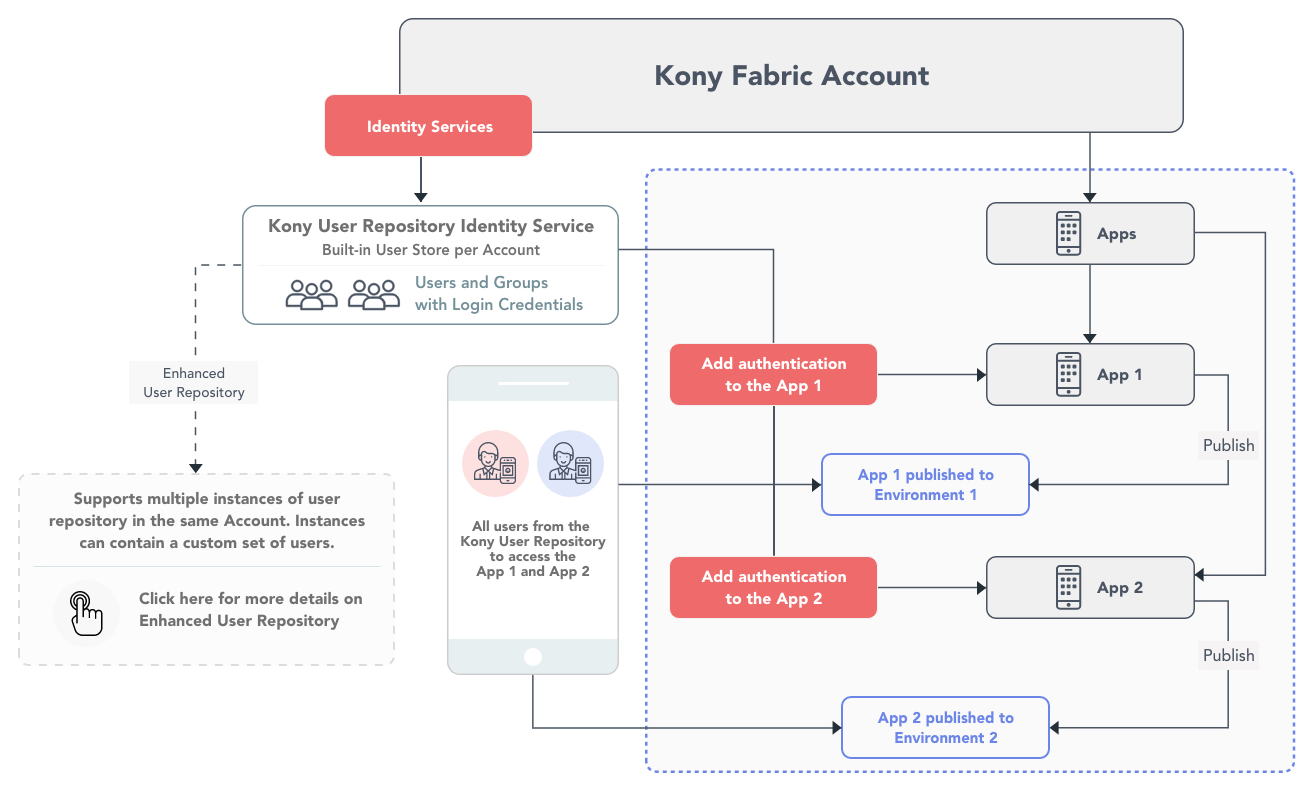 Kony Fabric Account
Identity Services
Kony User Repository Identity Service
Built-in User Store per Account
Users and Groups
with Login Credentials
Apps
Enhanced
User Repository
Add authentication
to the App 1
App 1
Publish
App 1 published to
Environment 1
Supports multiple instances of user
repository in the same Account. Instances
can contain a custom set of users.
Click here for more details on
Enhanced User Repository
All users from the
Kony User Repository
to access the
App 1 and App 2
Add authentication
to the App 2
App 2
Publish
App 2 published to
Environment 2